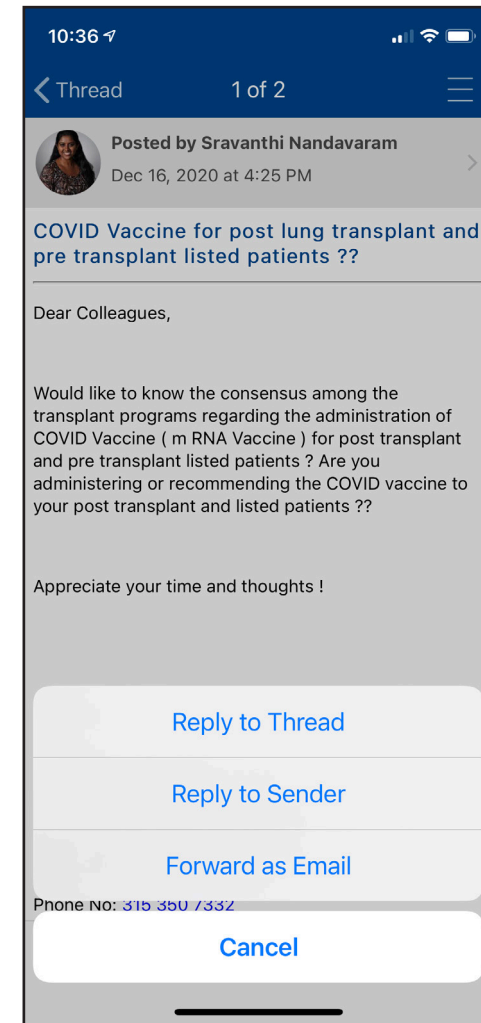 10:36
Thread
1 of 2
Posted by Sravanthi Nandavaram
Dec 16, 2020 at 4:25 PM
COVID Vaccine for post lung transplant and
pre transplant listed patients ??
Dear Colleagues,
Would like to know the consensus among the
transplant programs regarding the administration of
COVID Vaccine ( m RNA Vaccine ) for post transplant
and pre transplant listed patients ? Are you
administering or recommending the COVID vaccine to
your post transplant and listed patients ??
Appreciate your time and thoughts !
Reply to Thread
Reply to Sender
Forward as Email
Phone No: 315 350 7332
Cancel